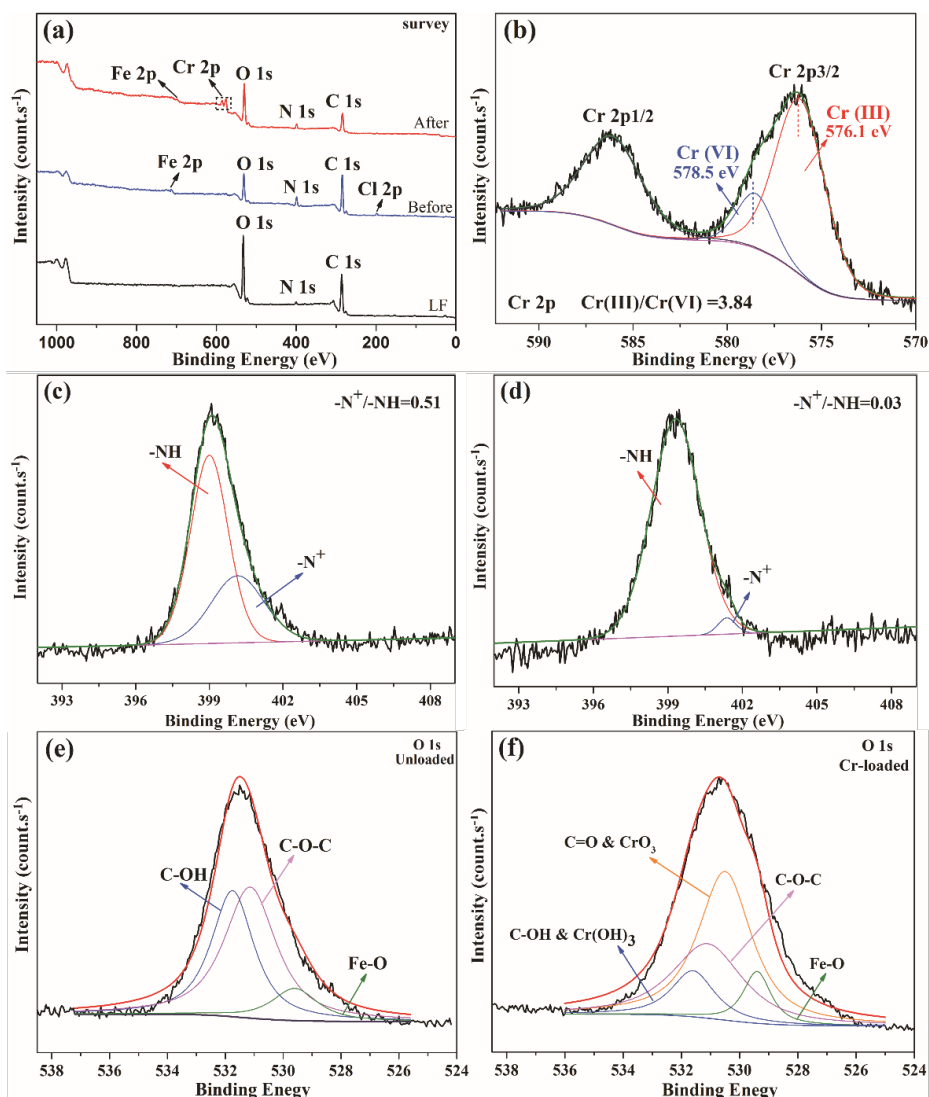 (a)
survey
Fe 2p
Cr 2p
O 1s
N 1s
C 1s
After
Fe 2p
O 1s
N 1s
C 1s
Cl 2p
Before
O 1s
N 1s
C 1s
LF
1000 800 600 400 200 0
Binding Energy (eV)
Intensity (count.s-1)
(b)
Cr 2p1/2
Cr 2p3/2
Cr (III)
576.1 eV
Cr (VI)
578.5 eV
Cr 2p Cr(III)/Cr(VI) =3.84
590 585 580 575 570
Binding Energy (eV)
Intensity (count.s-1)
(c)
-N+/-NH=0.51
-NH
-N+
393 396 399 402 405 408
Binding Energy (eV)
Intensity (count.s-1)
(d)
-N+/-NH=0.03
-NH
-N+
393 396 399 402 405 408
Binding Energy (eV)
Intensity (count.s-1)
(e)
O 1s
Unloaded
C-OH
C-O-C
Fe-O
538 536 534 532 530 528 526 524
Binding Enegy
Intensity (count.s-1)
(f)
O 1s
Cr-loaded
C=O & CrO3
C-O-C
C-OH & Cr(OH)3
Fe-O
538 536 534 532 530 528 526 524
Binding Enegy
Intensity (count.s-1)